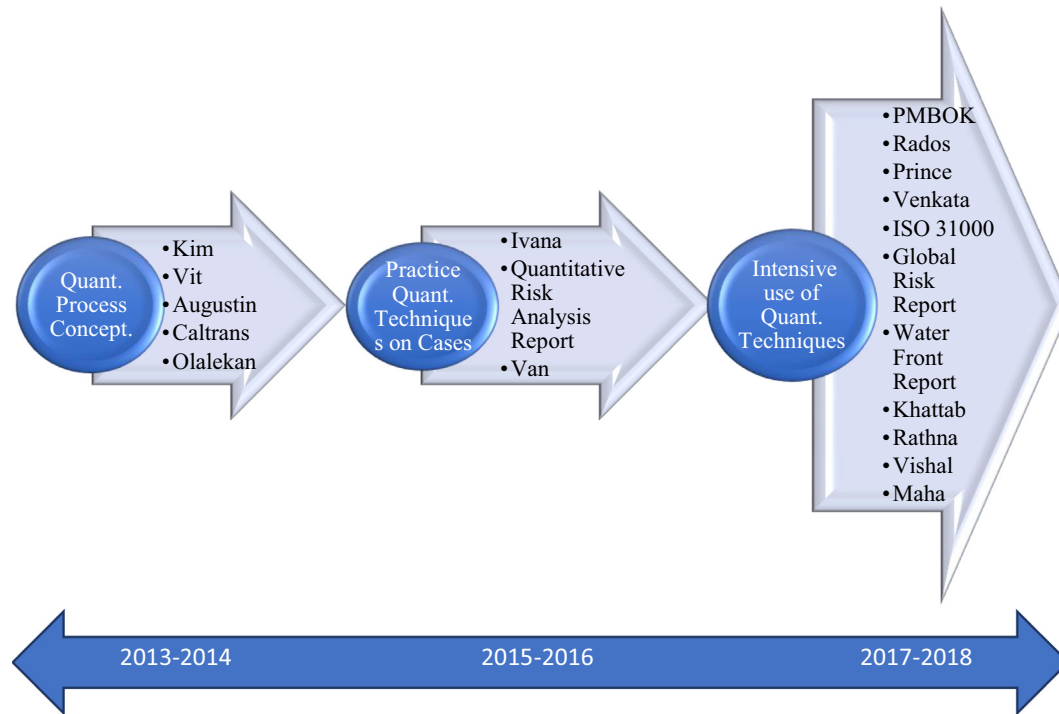 Quant.
Process
Concept.
•Kim
•Vit
•Augustin
•Caltrans
•Olalekan
Practice
Quant.
Technique
s on Cases
•Ivana
•Quantitative
Risk
Analysis
Report
•Van
Intensive
use of
Quant.
Techniques
•PMBOK
•Rados
•Prince
•Venkata
•ISO 31000
•Global
Risk
Report
•Water
Front
Report
•Khattab
•Rathna
•Vishal
•Maha
2013-2014
2015-2016
2017-2018